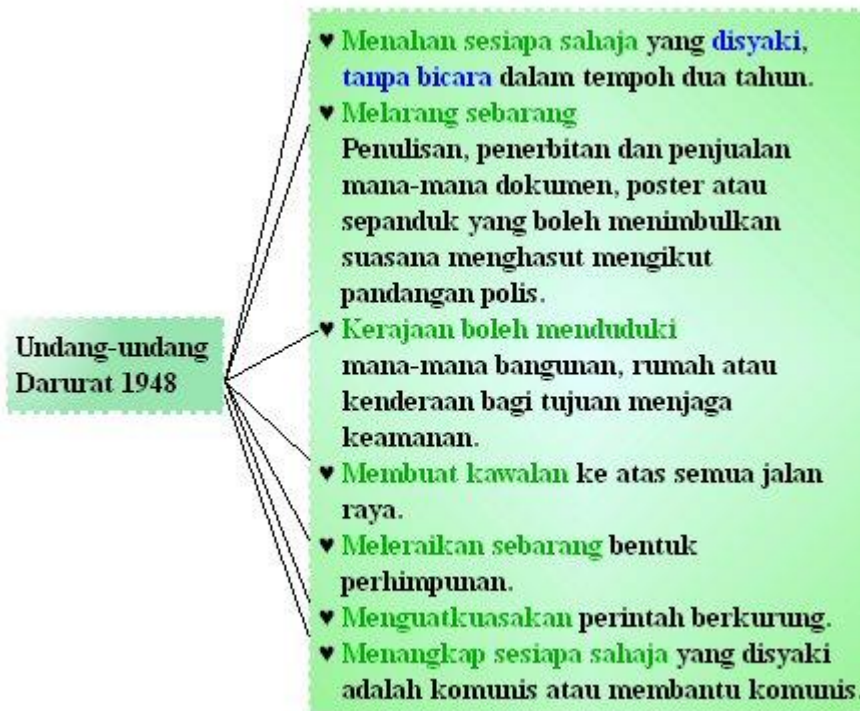 Undang-undang
Darurat 1948
♥ Menahan sesiapa sahaja yang disyaki,
tanpa bicara dalam tempoh dua tahun.
♥ Melarang sebarang
Penulisan, penerbitan dan penjualan
mana-mana dokumen, poster atau
sepanduk yang boleh menimbulkan
suasana menghasut mengikut
pandangan polis.
♥ Kerajaan boleh menduduki
mana-mana bangunan, rumah atau
kenderaan bagi tujuan menjaga
keamanan.
♥ Membuat kawalan ke atas semua jalan
raya.
♥ Meleraikan sebarang bentuk
perhimpunan.
♥ Menguatkuasakan perintah berkurung.
♥ Menangkap sesiapa sahaja yang disyaki
adalah komunis atau membantu komunis.